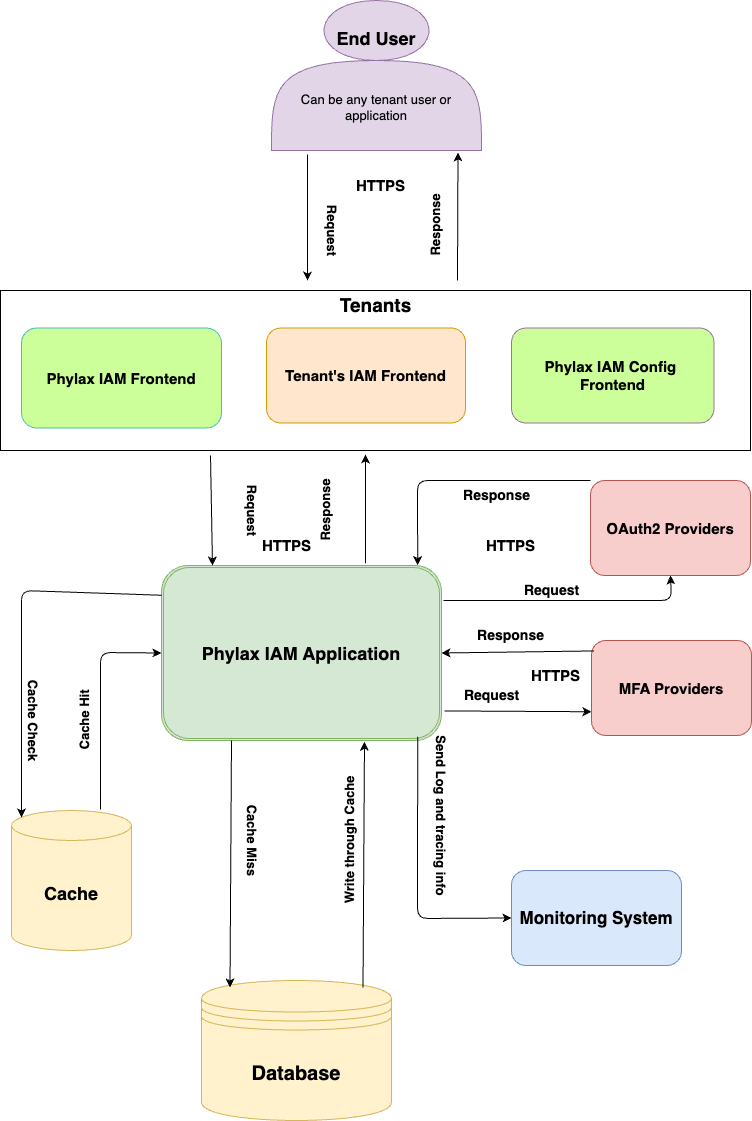 End User
Can be any tenant user or
application
HTTPS
Request
Response
Tenants
Phylax IAM Frontend
Tenant's IAM Frontend
Phylax IAM Config
Frontend
Request
Response
HTTPS
Response
OAuth2 Providers
HTTPS
Request
Phylax IAM Application
Response
HTTPS
MFA Providers
Request
Cache Check
Cache Hit
Cache Miss
Write through Cache
Send Log and tracing info
Cache
Monitoring System
Database